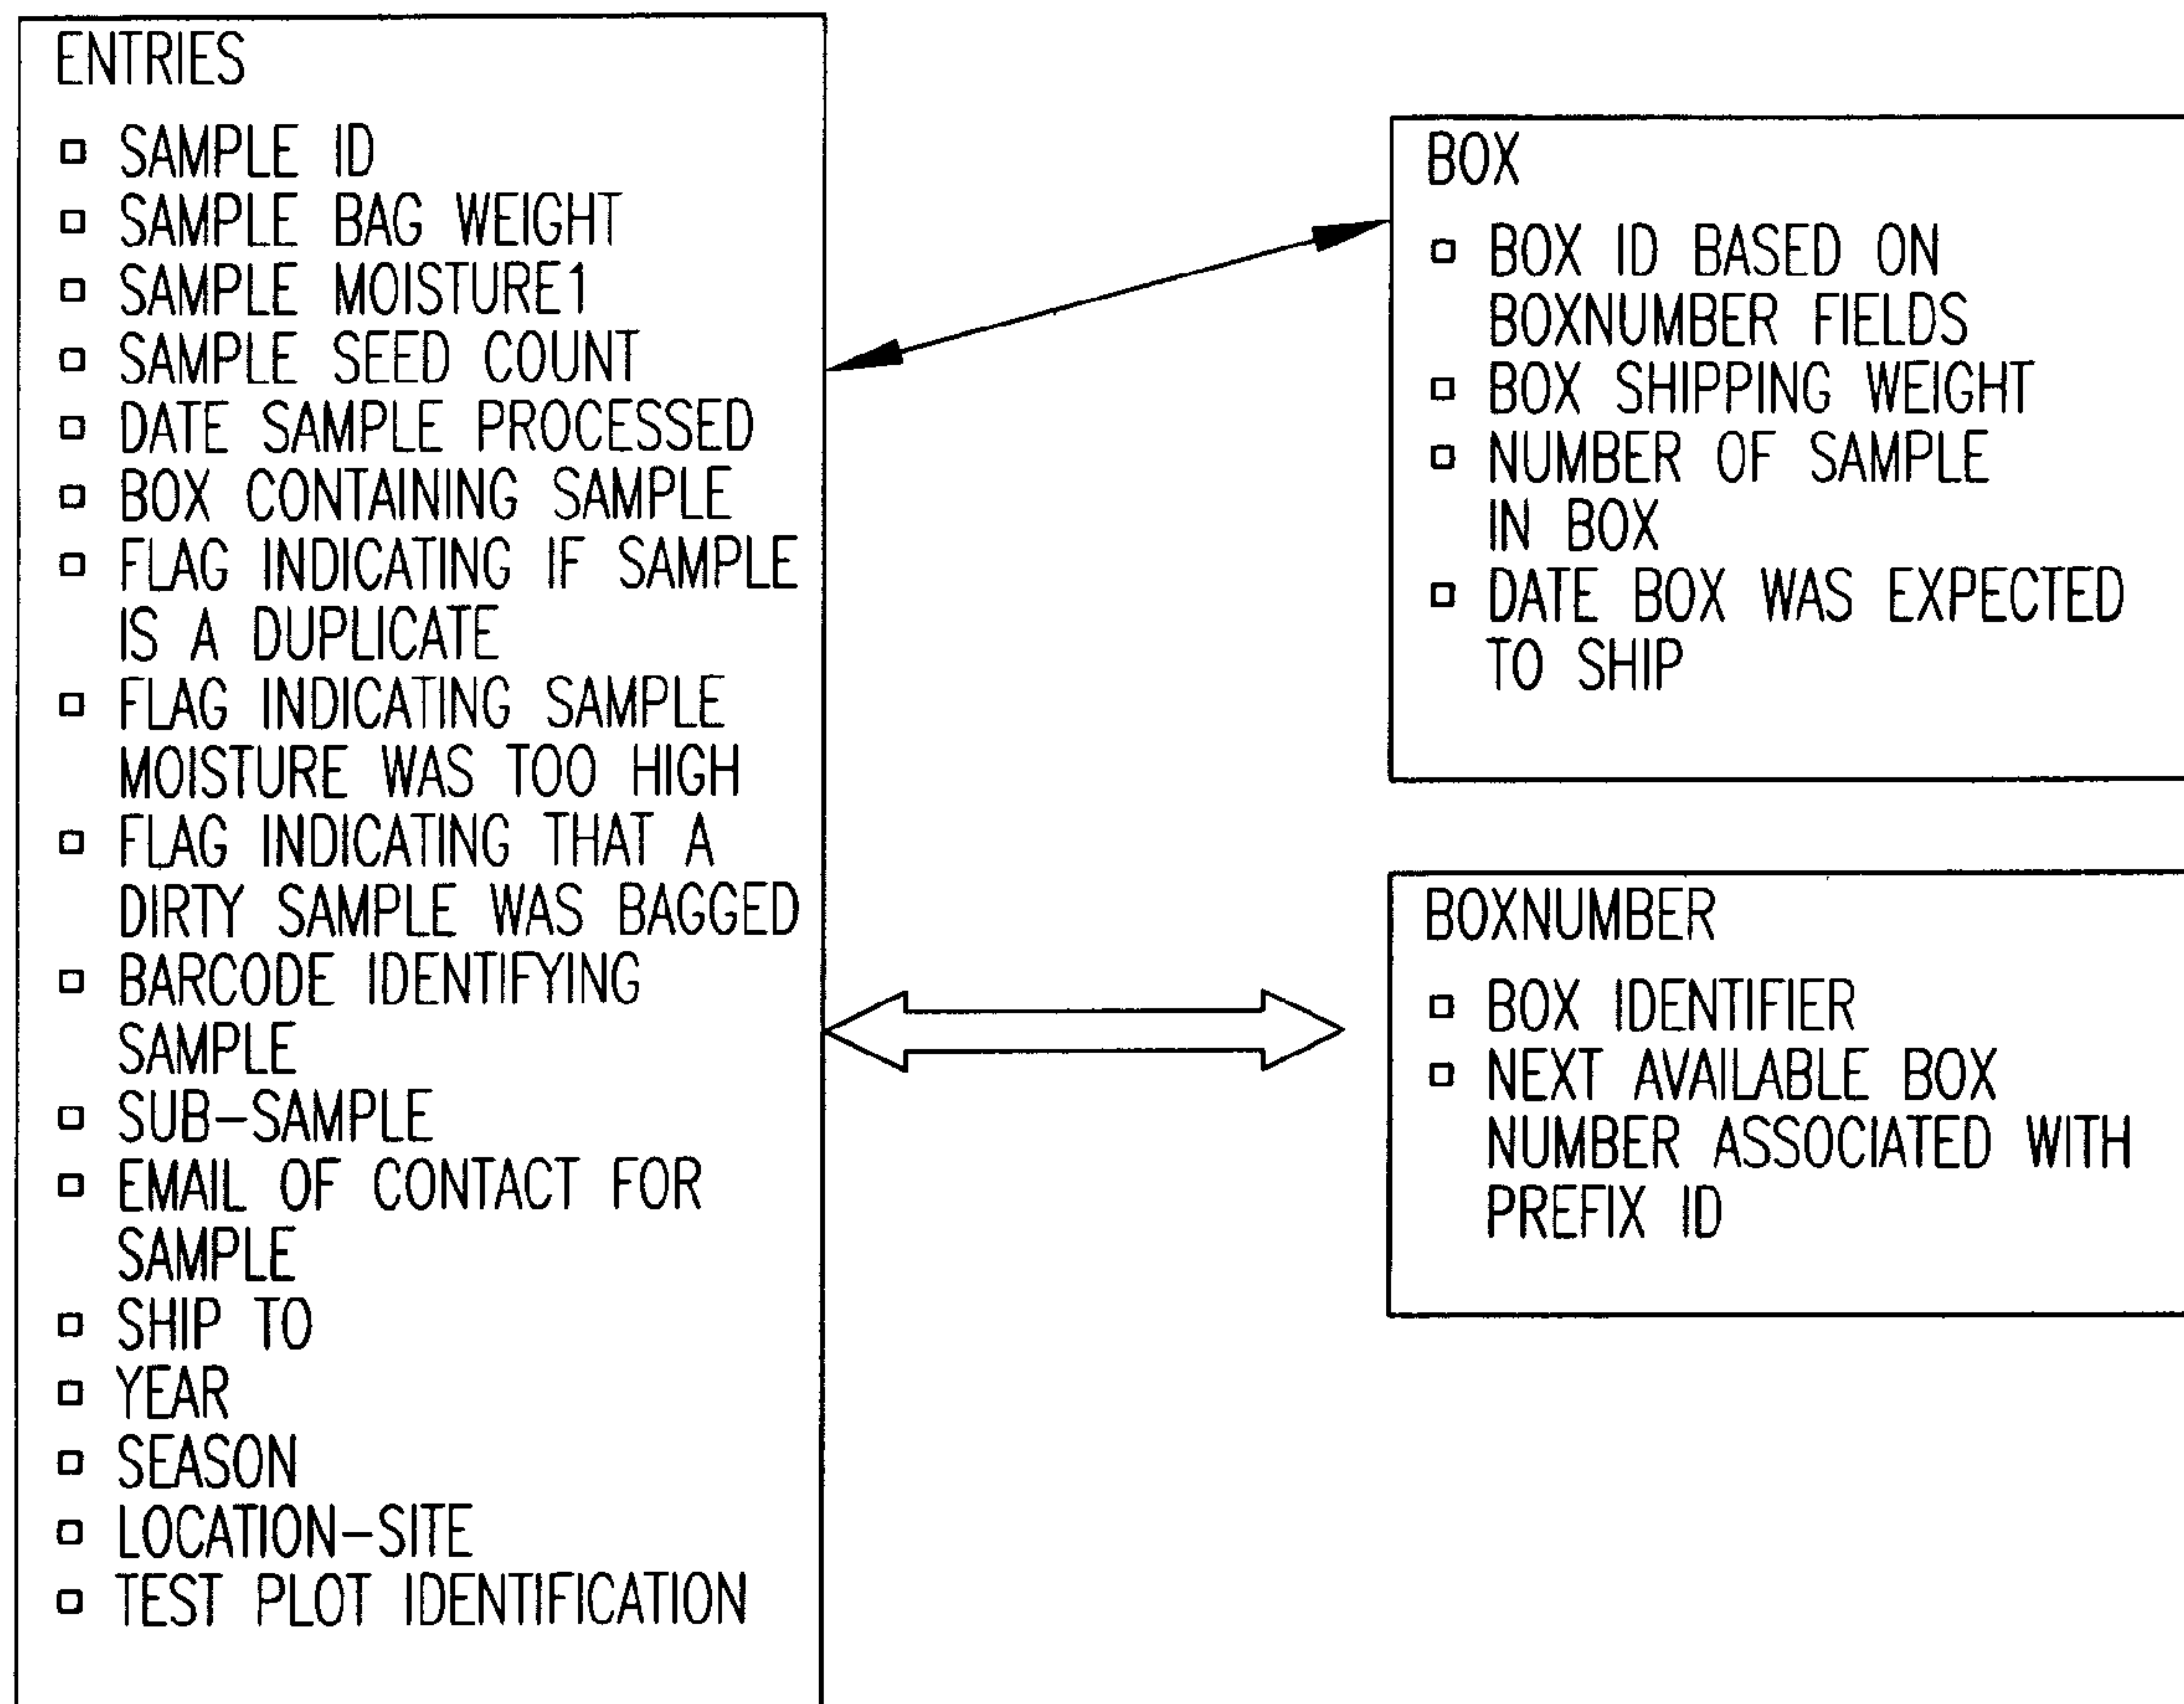 ENTRIES
SAMPLE ID
SAMPLE BAG WEIGHT
SAMPLE MOISTURE1
SAMPLE SEED COUNT
DATE SAMPLE PROCESSED
BOX CONTAINING SAMPLE
FLAG INDICATING IF SAMPLE
IS A DUPLICATE
FLAG INDICATING SAMPLE
MOISTURE WAS TOO HIGH
FLAG INDICATING THAT A
DIRTY SAMPLE WAS BAGGED
BARCODE IDENTIFYING
SAMPLE
SUB-SAMPLE
EMAIL OF CONTACT FOR
SAMPLE
SHIP TO
YEAR
SEASON
LOCATION-SITE
TEST PLOT IDENTIFICATION
BOX
BOX ID BASED ON
BOXNUMBER FIELDS
BOX SHIPPING WEIGHT
NUMBER OF SAMPLE
IN BOX
DATE BOX WAS EXPECTED
TO SHIP
BOXNUMBER
BOX IDENTIFIER
NEXT AVAILABLE BOX
NUMBER ASSOCIATED WITH
PREFIX ID